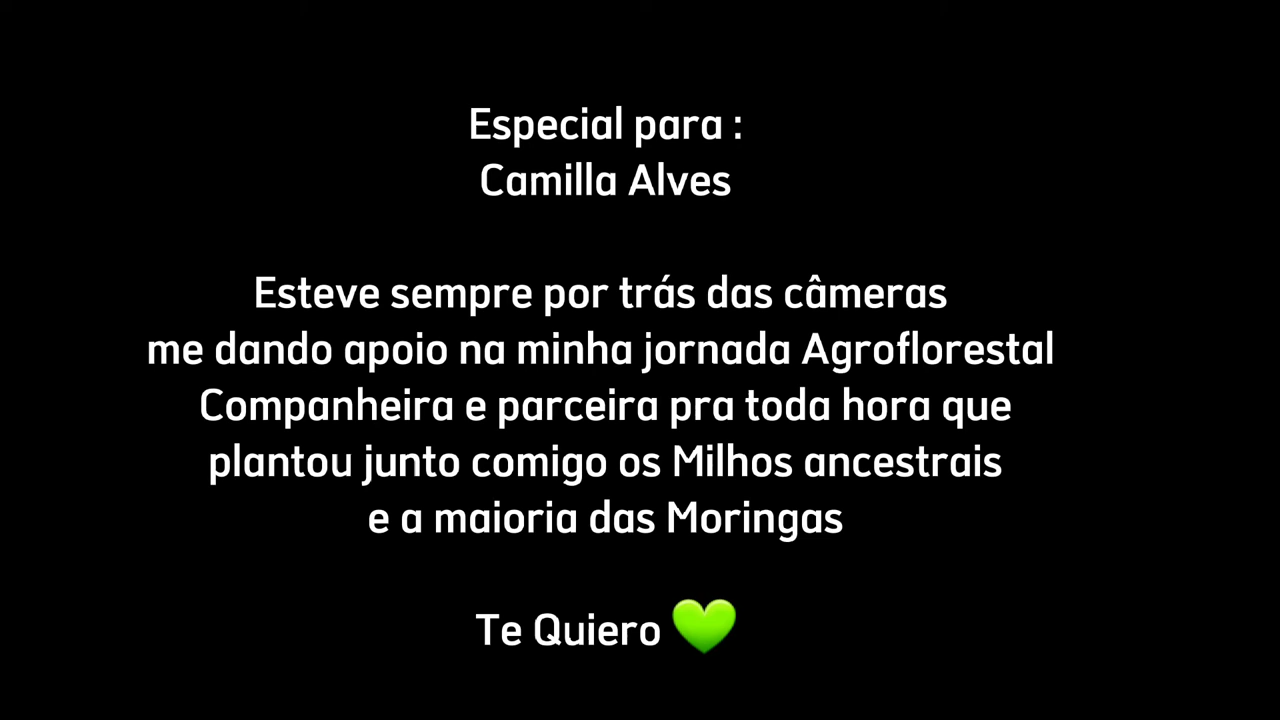 Especial para :
Camilla Alves
Esteve sempre por trás das câmeras
me dando apoio na minha jornada Agroflorestal
Companheira e parceira pra toda hora que
plantou junto comigo os Milhos ancestrais
e a maioria das Moringas
Te Quiero 💚